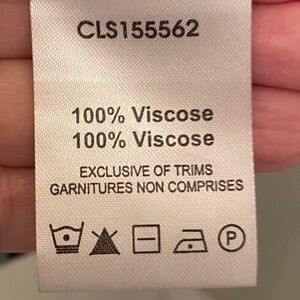 CLS155562
100% Viscose
100% Viscose
EXCLUSIVE OF TRIMS
GARNITURES NON COMPRISES
P